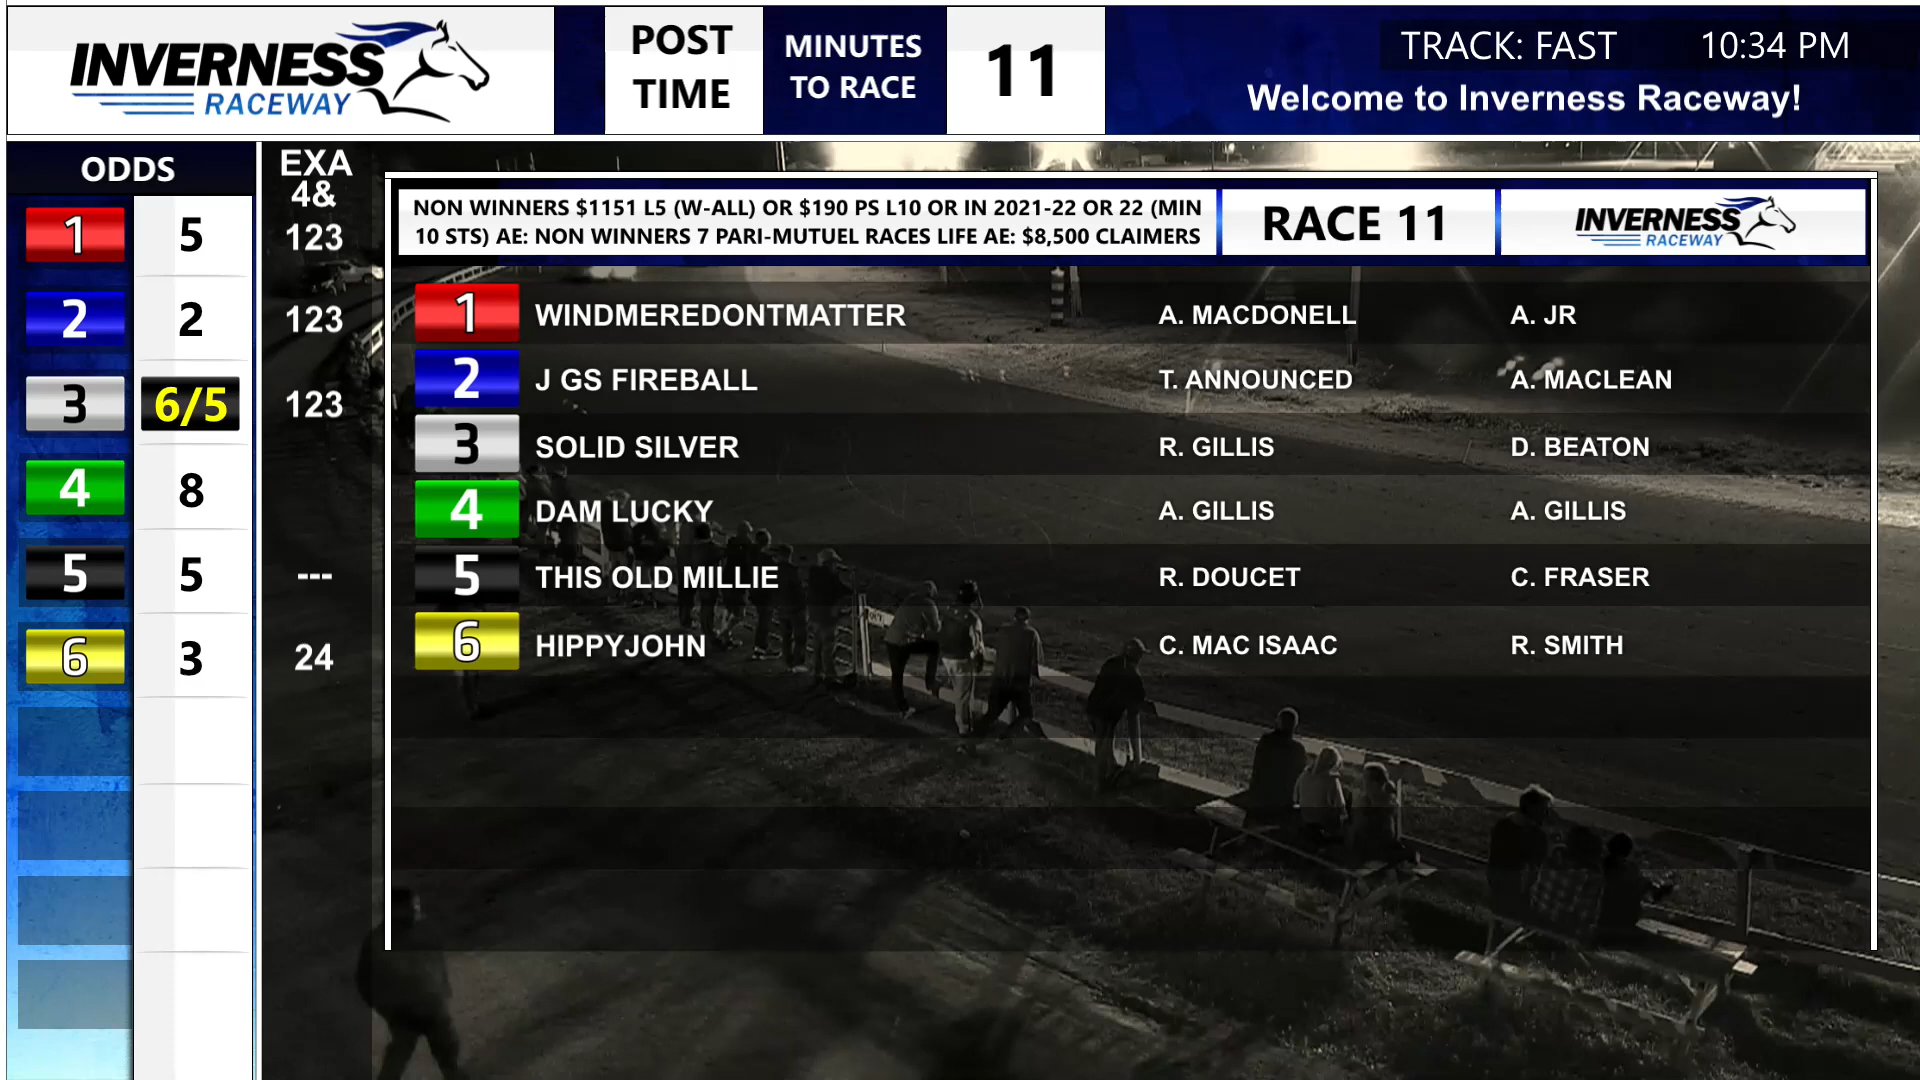 INVERNESS
RACEWAY
POST
TIME
MINUTES
TO RACE
11
TRACK: FAST 10:34 PM
Welcome to Inverness Raceway!
ODDS
EXA
4&
1 5 123
2 2 123
3 6/5 123
4 8
5 5 ---
6 3 24
NON WINNERS $1151 L5 (W-ALL) OR $190 PS L10 OR IN 2021-22 OR 22 (MIN
10 STS) AE: NON WINNERS 7 PARI-MUTUEL RACES LIFE AE: $8,500 CLAIMERS
RACE 11
INVERNESS
RACEWAY
1 WINDMEREDONTMATTER A. MACDONELL A. JR
2 J GS FIREBALL T. ANNOUNCED A. MACLEAN
3 SOLID SILVER R. GILLIS D. BEATON
4 DAM LUCKY A. GILLIS A. GILLIS
5 THIS OLD MILLIE R. DOUCET C. FRASER
6 HIPPYJOHN C. MAC ISAAC R. SMITH